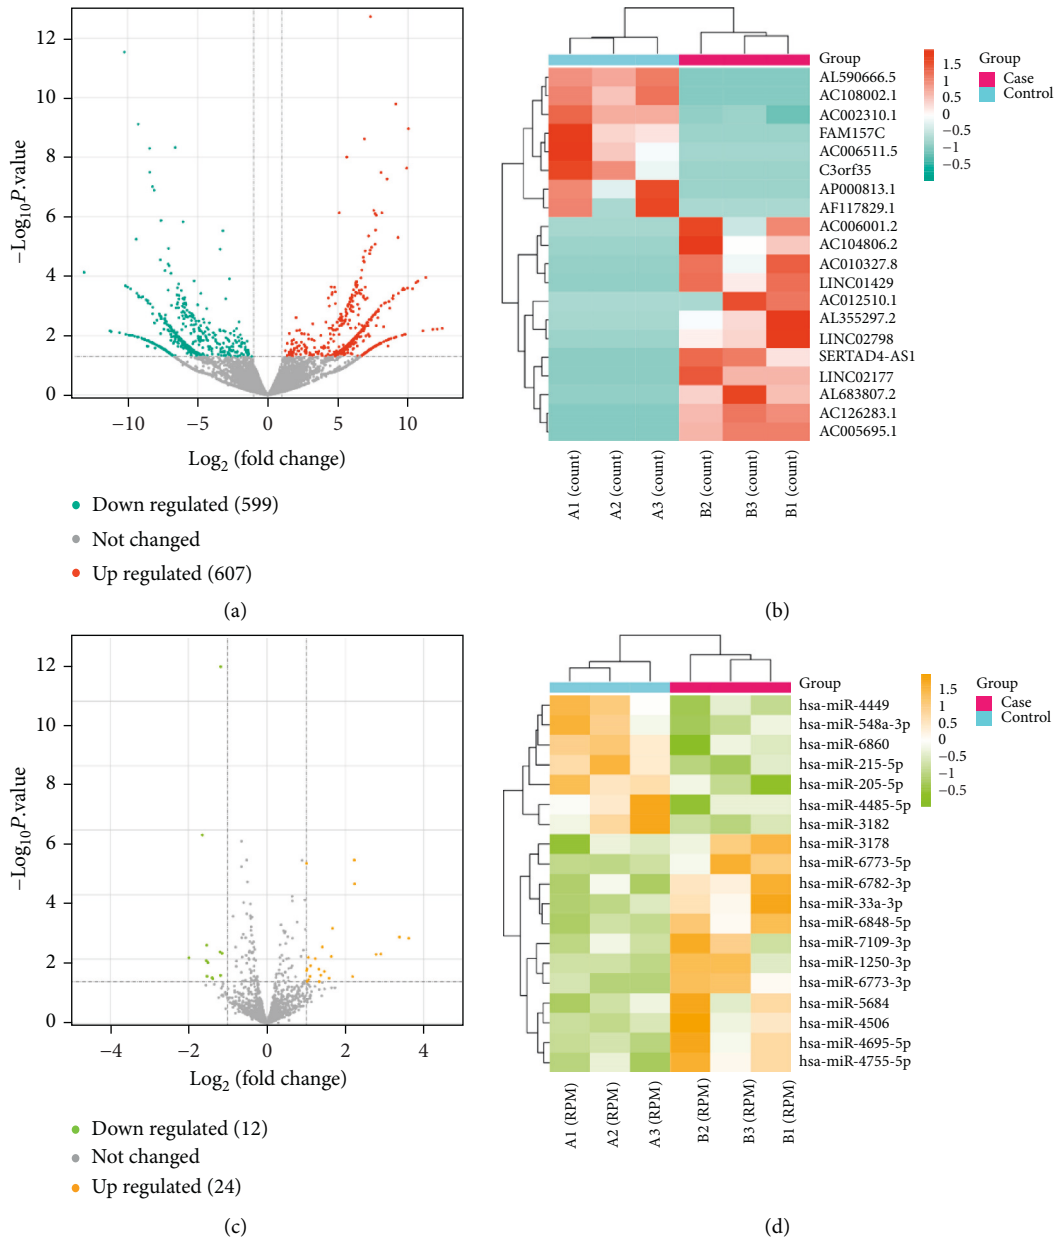 12
10
8
6
4
2
0
−Log10P.value
−10
−5
0
5
10
Log2 (fold change)
Down regulated (599)
Not changed
Up regulated (607)
(a)
Group
AL590666.5
AC108002.1
AC002310.1
FAM157C
AC006511.5
C3orf35
AP000813.1
AF117829.1
AC006001.2
AC104806.2
AC010327.8
LINC01429
AC012510.1
AL355297.2
LINC02798
SERTAD4-AS1
LINC02177
AL683807.2
AC126283.1
AC005695.1
A1 (count)
A2 (count)
A3 (count)
B2 (count)
B3 (count)
B1 (count)
1.5
1
0.5
0
−0.5
−1
−0.5
Group
Case
Control
(b)
12
10
8
6
4
2
0
−Log10P.value
−4
−2
0
2
4
Log2 (fold change)
Down regulated (12)
Not changed
Up regulated (24)
(c)
Group
hsa-miR-4449
hsa-miR-548a-3p
hsa-miR-6860
hsa-miR-215-5p
hsa-miR-205-5p
hsa-miR-4485-5p
hsa-miR-3182
hsa-miR-3178
hsa-miR-6773-5p
hsa-miR-6782-3p
hsa-miR-33a-3p
hsa-miR-6848-5p
hsa-miR-7109-3p
hsa-miR-1250-3p
hsa-miR-6773-3p
hsa-miR-5684
hsa-miR-4506
hsa-miR-4695-5p
hsa-miR-4755-5p
A1 (RPM)
A2 (RPM)
A3 (RPM)
B2 (RPM)
B3 (RPM)
B1 (RPM)
1.5
1
0.5
0
−0.5
−1
−0.5
Group
Case
Control
(d)